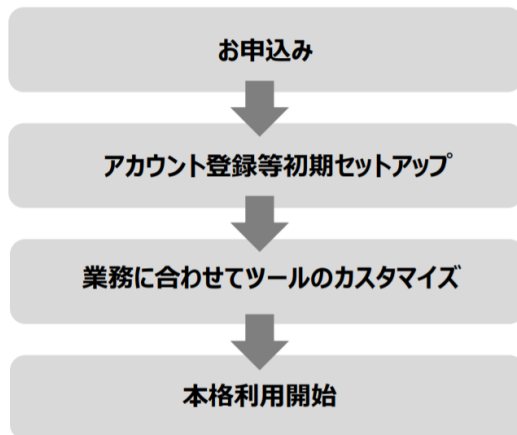 お申込み
アカウント登録等初期セットアップ
業務に合わせてツールのカスタマイズ
本格利用開始